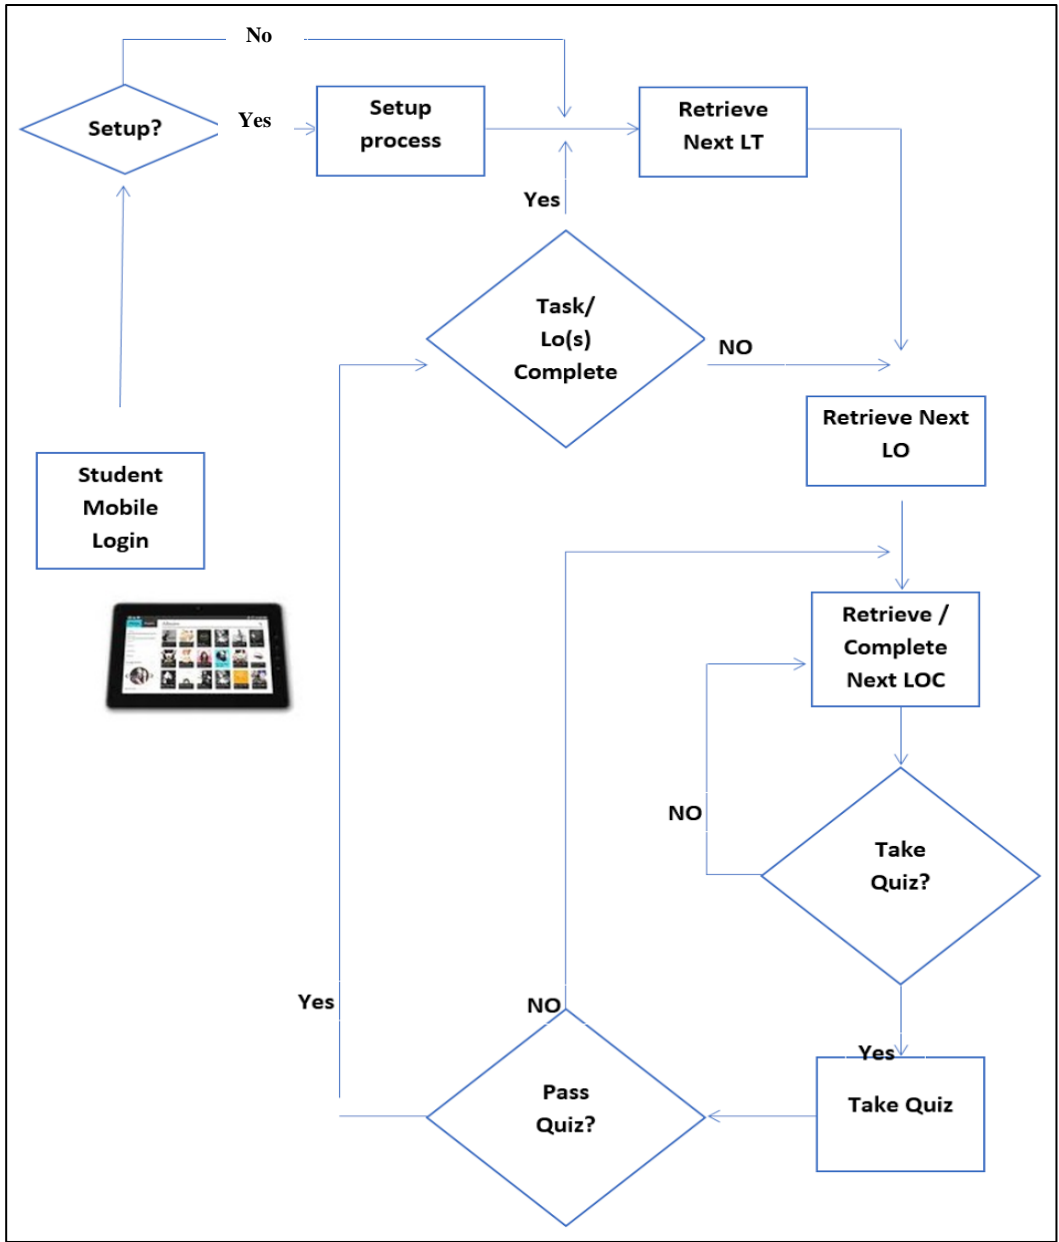 No
Setup?
Yes
Setup
process
Retrieve
Next LT
Yes
Task/
Lo(s)
Complete
NO
Retrieve Next
LO
Student
Mobile
Login
Retrieve /
Complete
Next LOC
NO
Take
Quiz?
Yes
NO
Yes
Pass
Quiz?
Take Quiz